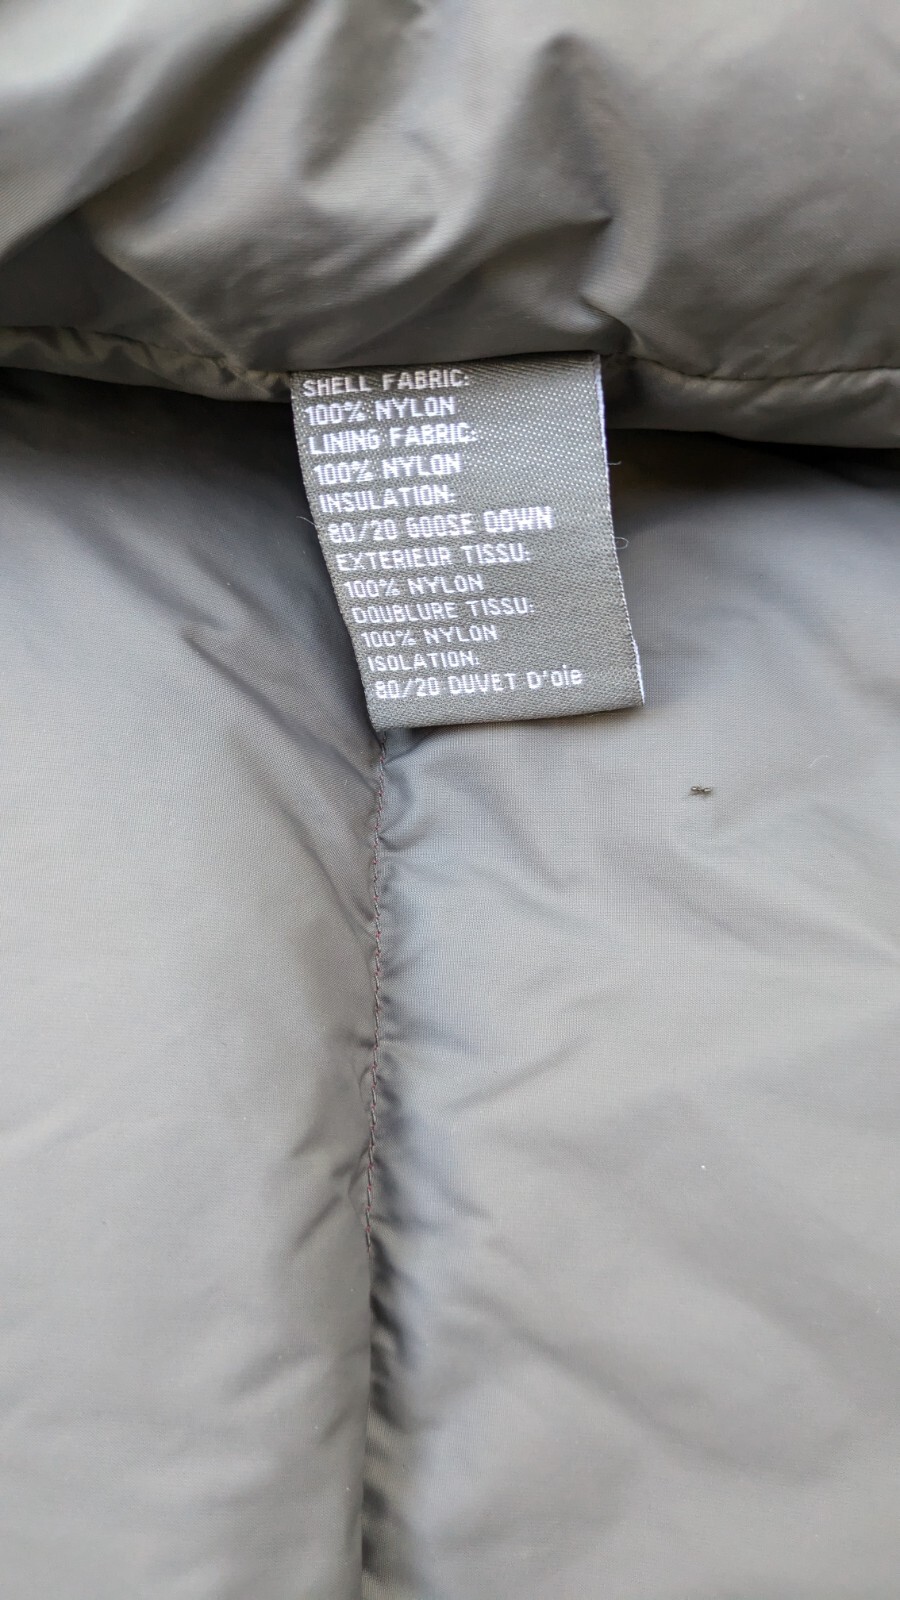 SHELL FABRIC:
100% NYLON
LINING FABRIC:
100% NYLON
INSULATION:
80/20 GOOSE DOWN
EXTERIEUR TISSU:
100% NYLON
DOUBLURE TISSU:
100% NYLON
ISOLATION:
80/20 DUVET D'oie